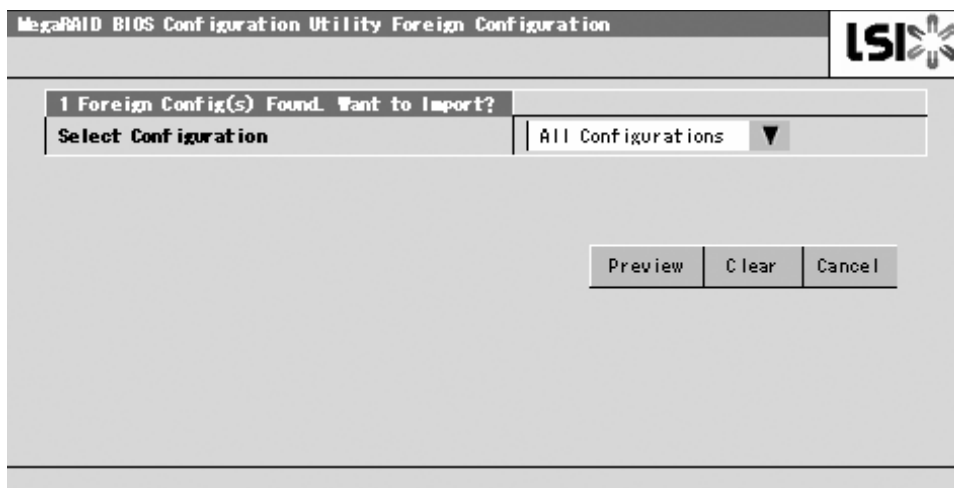 MegaRAID BIOS Configuration Utility Foreign Configuration
LSI
1 Foreign Config(s) Found. Want to Import?
Select Configuration
All Configurations
Preview
Clear
Cancel